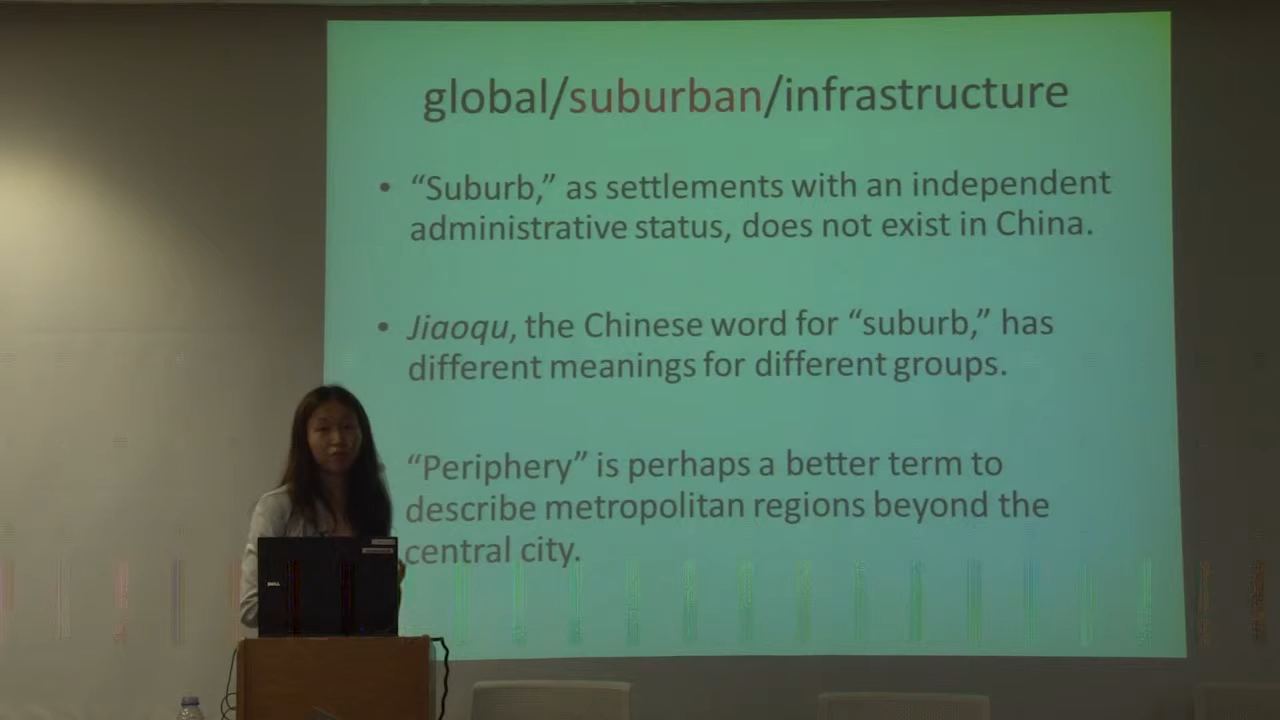 global/suburban/infrastructure
• “Suburb,” as settlements with an independent
administrative status, does not exist in China.
• Jiaoqu, the Chinese word for “suburb,” has
different meanings for different groups.
“Periphery” is perhaps a better term to
describe metropolitan regions beyond the
central city.
DELL